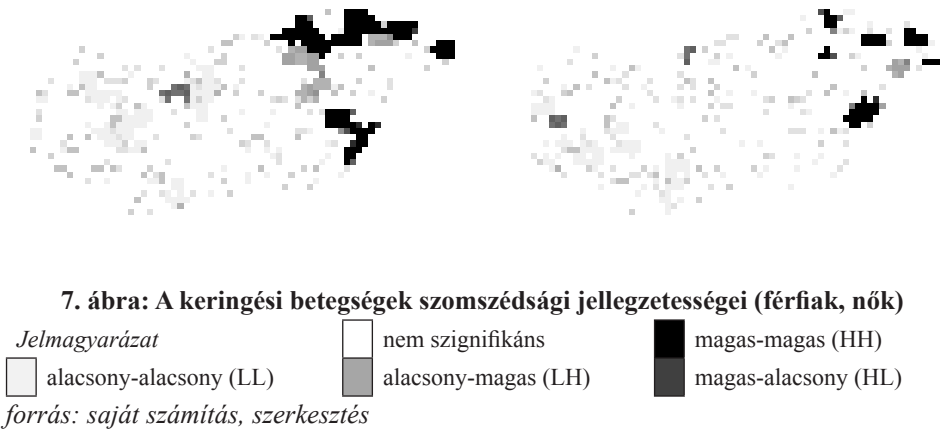 7. ábra: A keringési betegségek szomszédsági jellegzetességei (férfiak, nők)
Jelmagyarázat
nem szignifikáns
magas-magas (HH)
alacsony-alacsony (LL)
alacsony-magas (LH)
magas-alacsony (HL)
forrás: saját számítás, szerkesztés